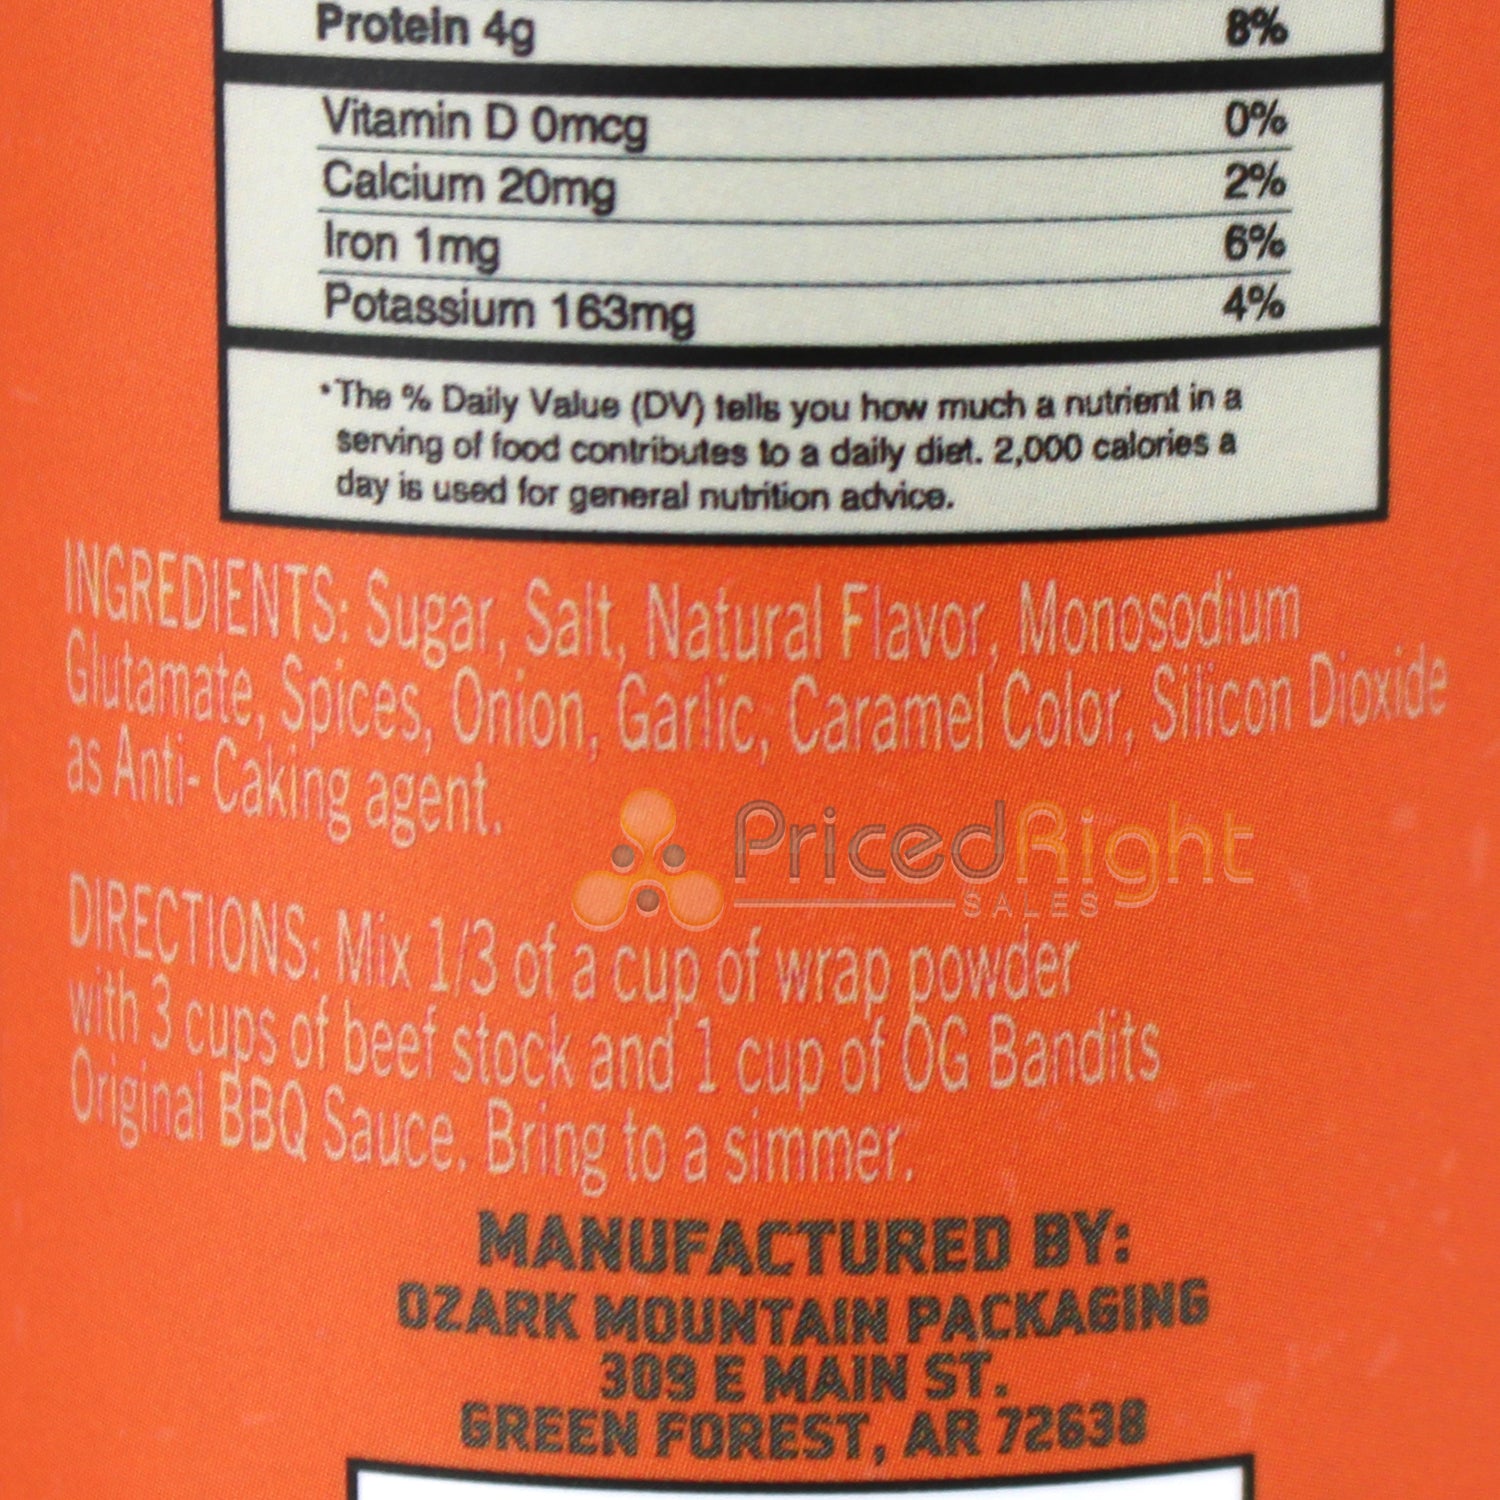 Protein 4g 8%
Vitamin D 0mcg 0%
Calcium 20mg 2%
Iron 1mg 6%
Potassium 163mg 4%
*The % Daily Value (DV) tells you how much a nutrient in a
serving of food contributes to a daily diet. 2,000 calories a
day is used for general nutrition advice.
INGREDIENTS: Sugar, Salt, Natural Flavor, Monosodium
Glutamate, Spices, Onion, Garlic, Caramel Color, Silicon Dioxide
as Anti- Caking agent.
PricedRight
SALES
DIRECTIONS: Mix 1/3 of a cup of wrap powder
with 3 cups of beef stock and 1 cup of OG Bandits
Original BBQ Sauce. Bring to a simmer.
MANUFACTURED BY:
OZARK MOUNTAIN PACKAGING
309 E MAIN ST.
GREEN FOREST, AR 72638